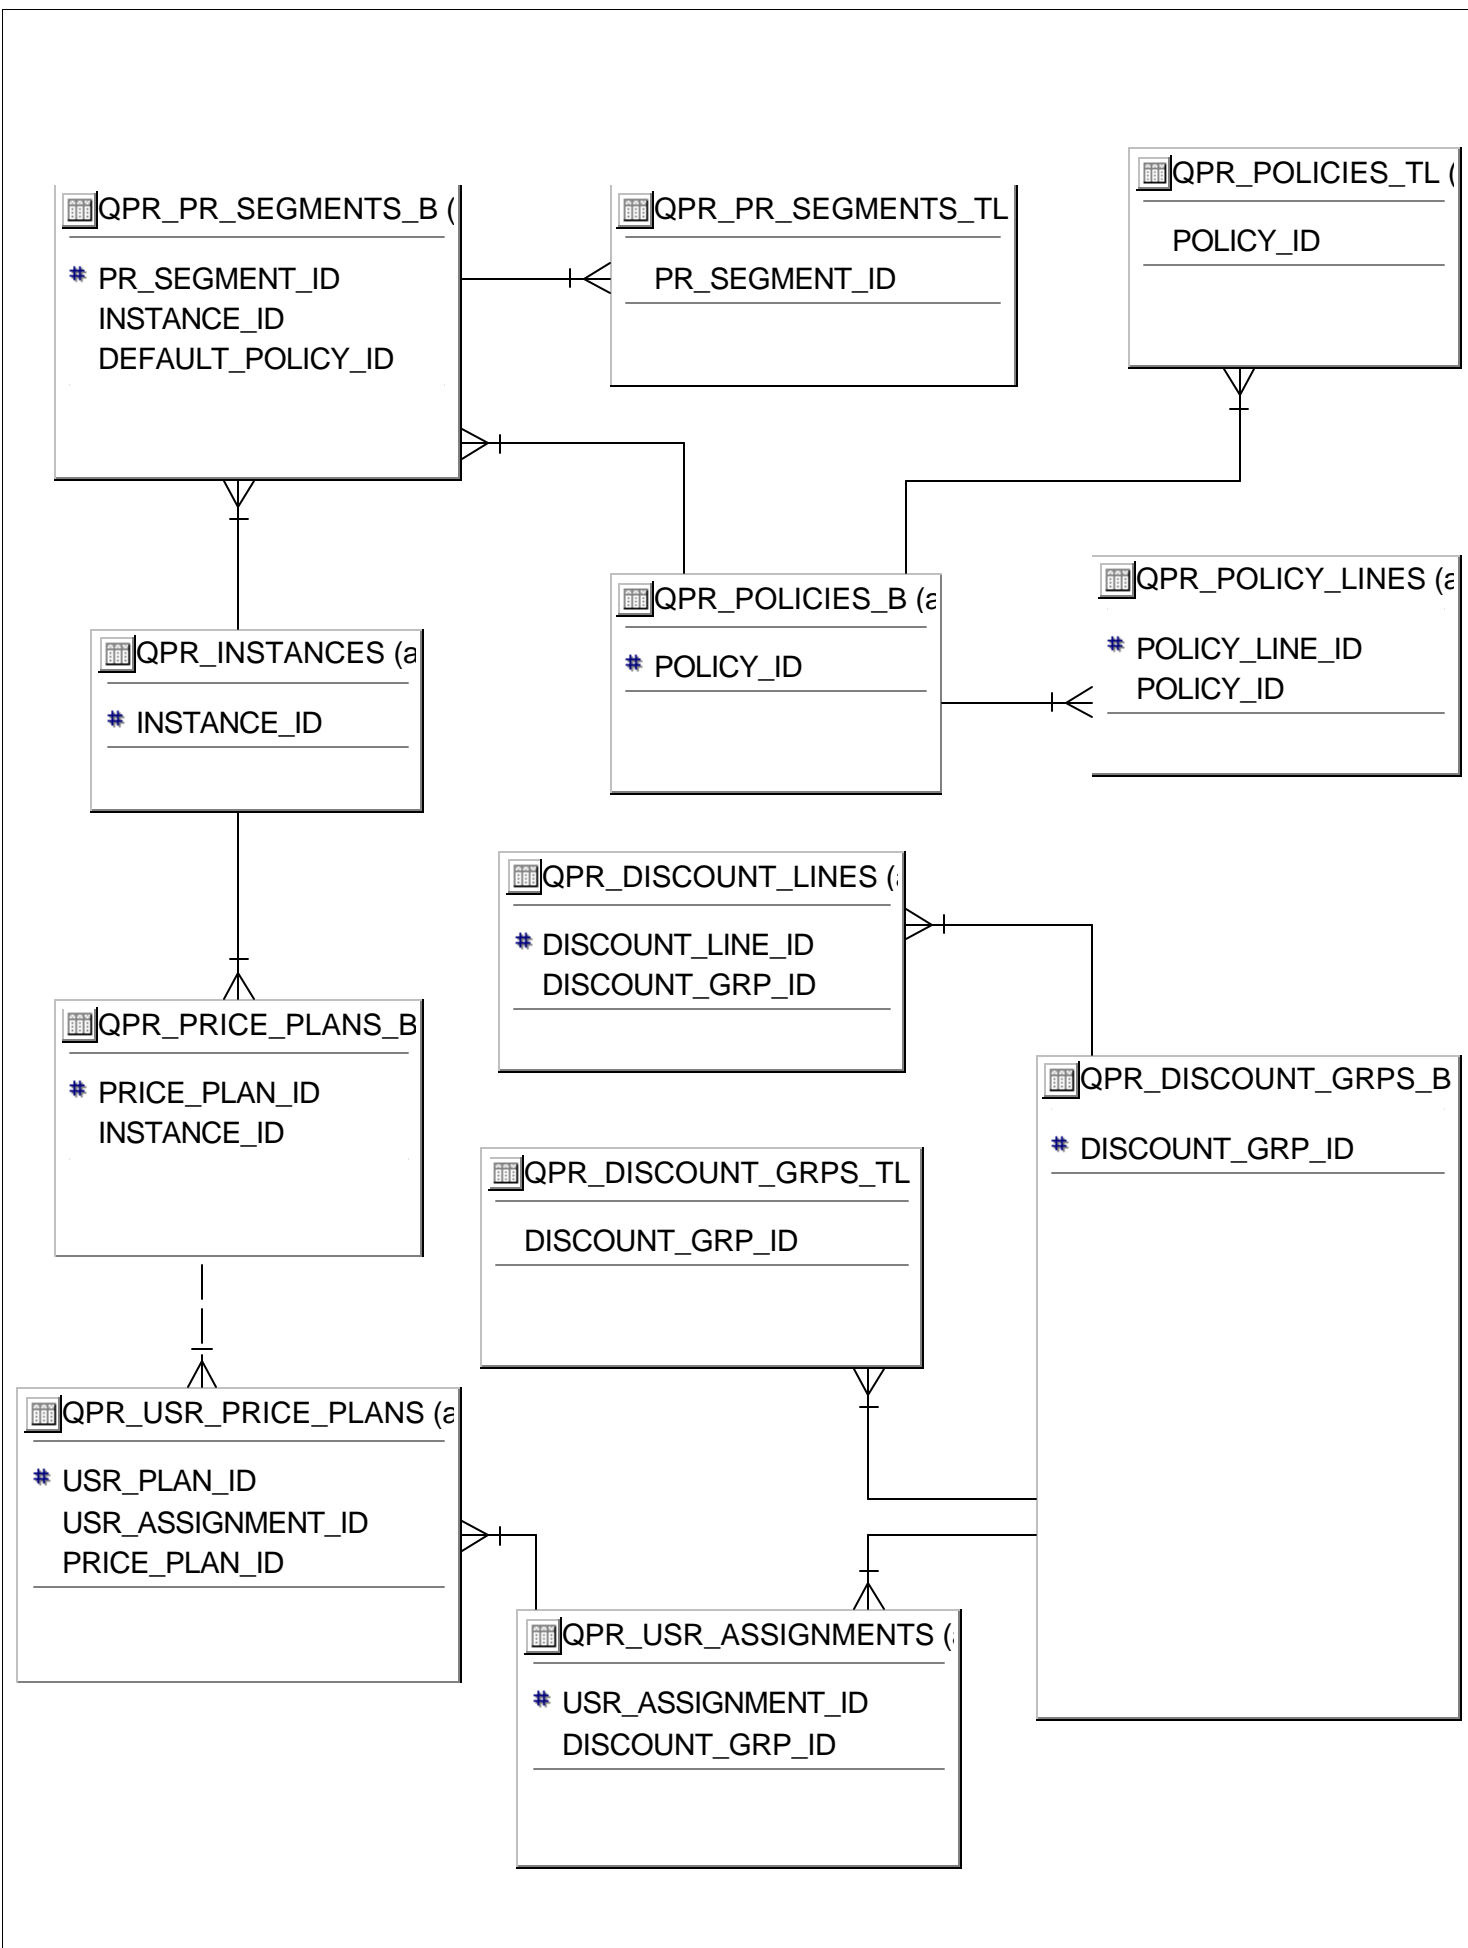 QPR_POLICIES_TL (
POLICY_ID
QPR_PR_SEGMENTS_B (
# PR_SEGMENT_ID
INSTANCE_ID
DEFAULT_POLICY_ID
QPR_PR_SEGMENTS_TL
PR_SEGMENT_ID
QPR_POLICIES_B (a
# POLICY_ID
QPR_POLICY_LINES (a
# POLICY_LINE_ID
POLICY_ID
QPR_INSTANCES (a
# INSTANCE_ID
QPR_DISCOUNT_LINES (a
# DISCOUNT_LINE_ID
DISCOUNT_GRP_ID
QPR_PRICE_PLANS_B
# PRICE_PLAN_ID
INSTANCE_ID
QPR_DISCOUNT_GRPS_B
# DISCOUNT_GRP_ID
QPR_DISCOUNT_GRPS_TL
DISCOUNT_GRP_ID
QPR_USR_PRICE_PLANS (a
# USR_PLAN_ID
USR_ASSIGNMENT_ID
PRICE_PLAN_ID
QPR_USR_ASSIGNMENTS (a
# USR_ASSIGNMENT_ID
DISCOUNT_GRP_ID